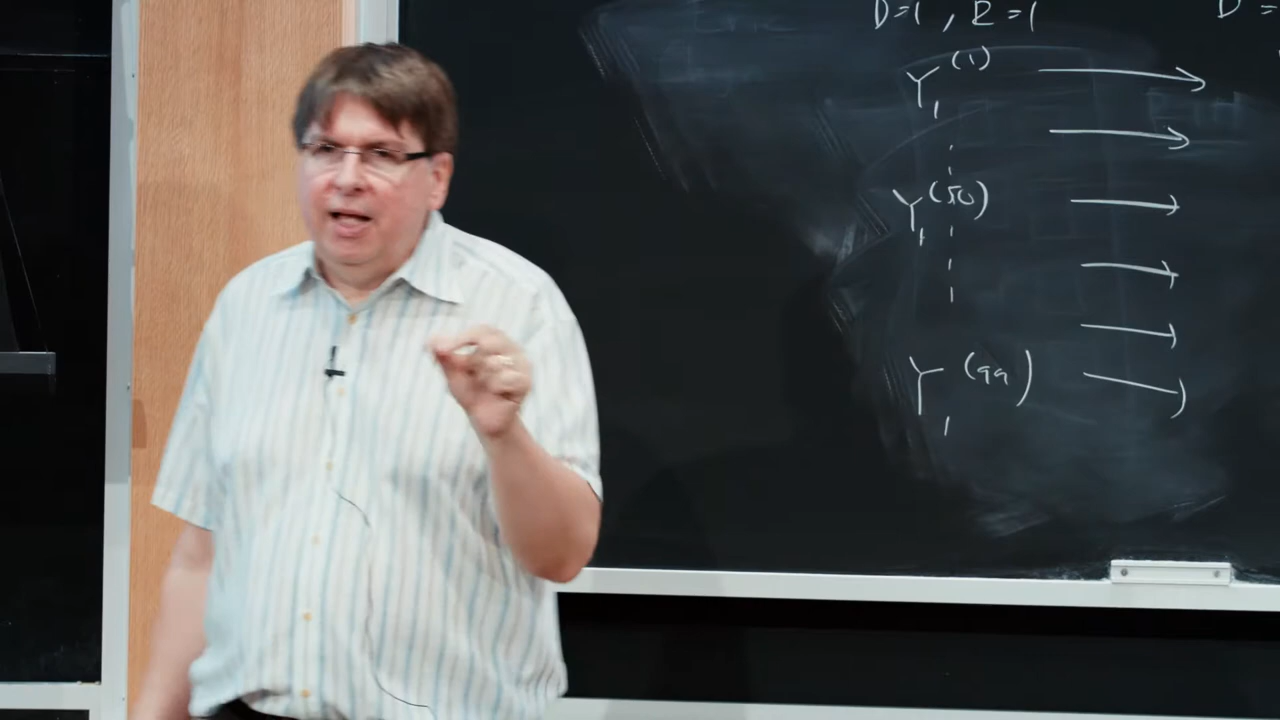 D=1, R=1
D=
Y₁⁽¹⁾
Y₁⁽⁵⁰⁾
Y₁⁽⁹⁹⁾